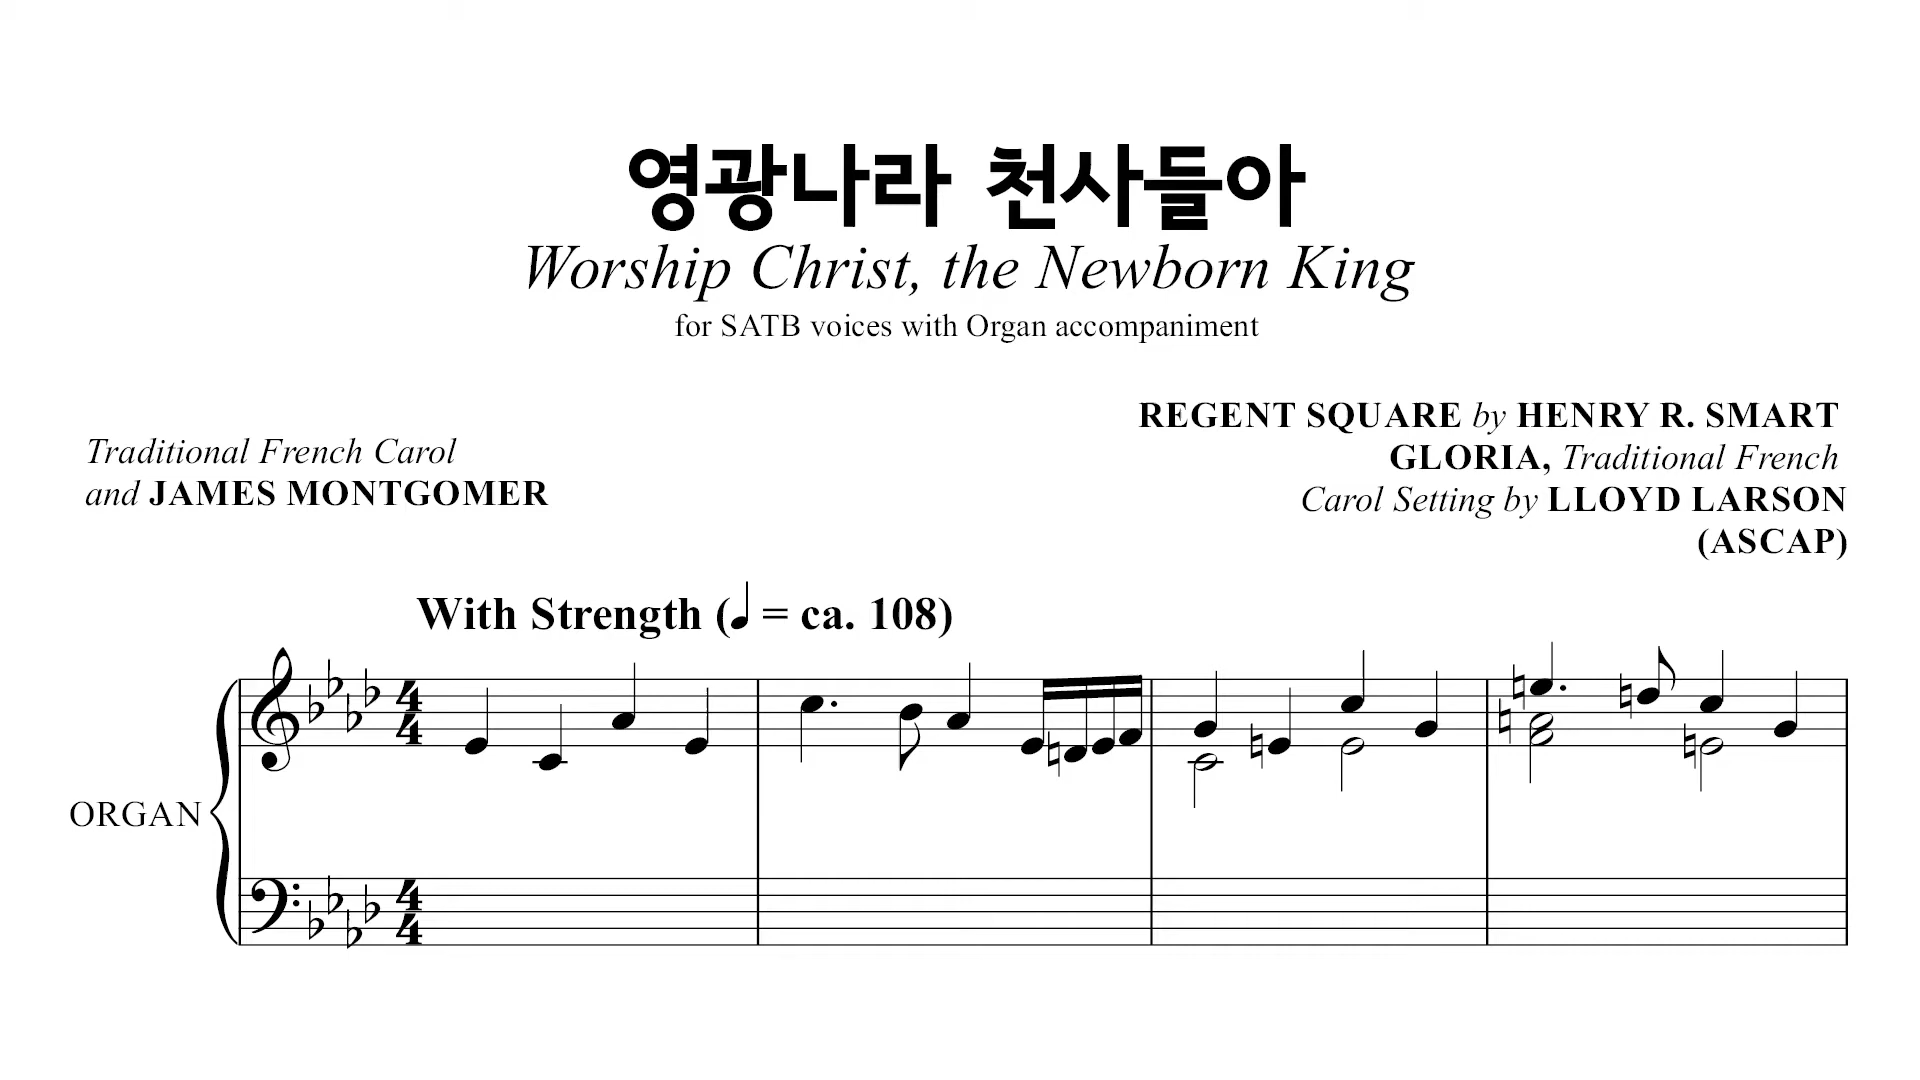 영광나라 천사들아
Worship Christ, the Newborn King
for SATB voices with Organ accompaniment
Traditional French Carol
and JAMES MONTGOMER
REGENT SQUARE by HENRY R. SMART
GLORIA, Traditional French
Carol Setting by LLOYD LARSON
(ASCAP)
With Strength (♩ = ca. 108)
ORGAN